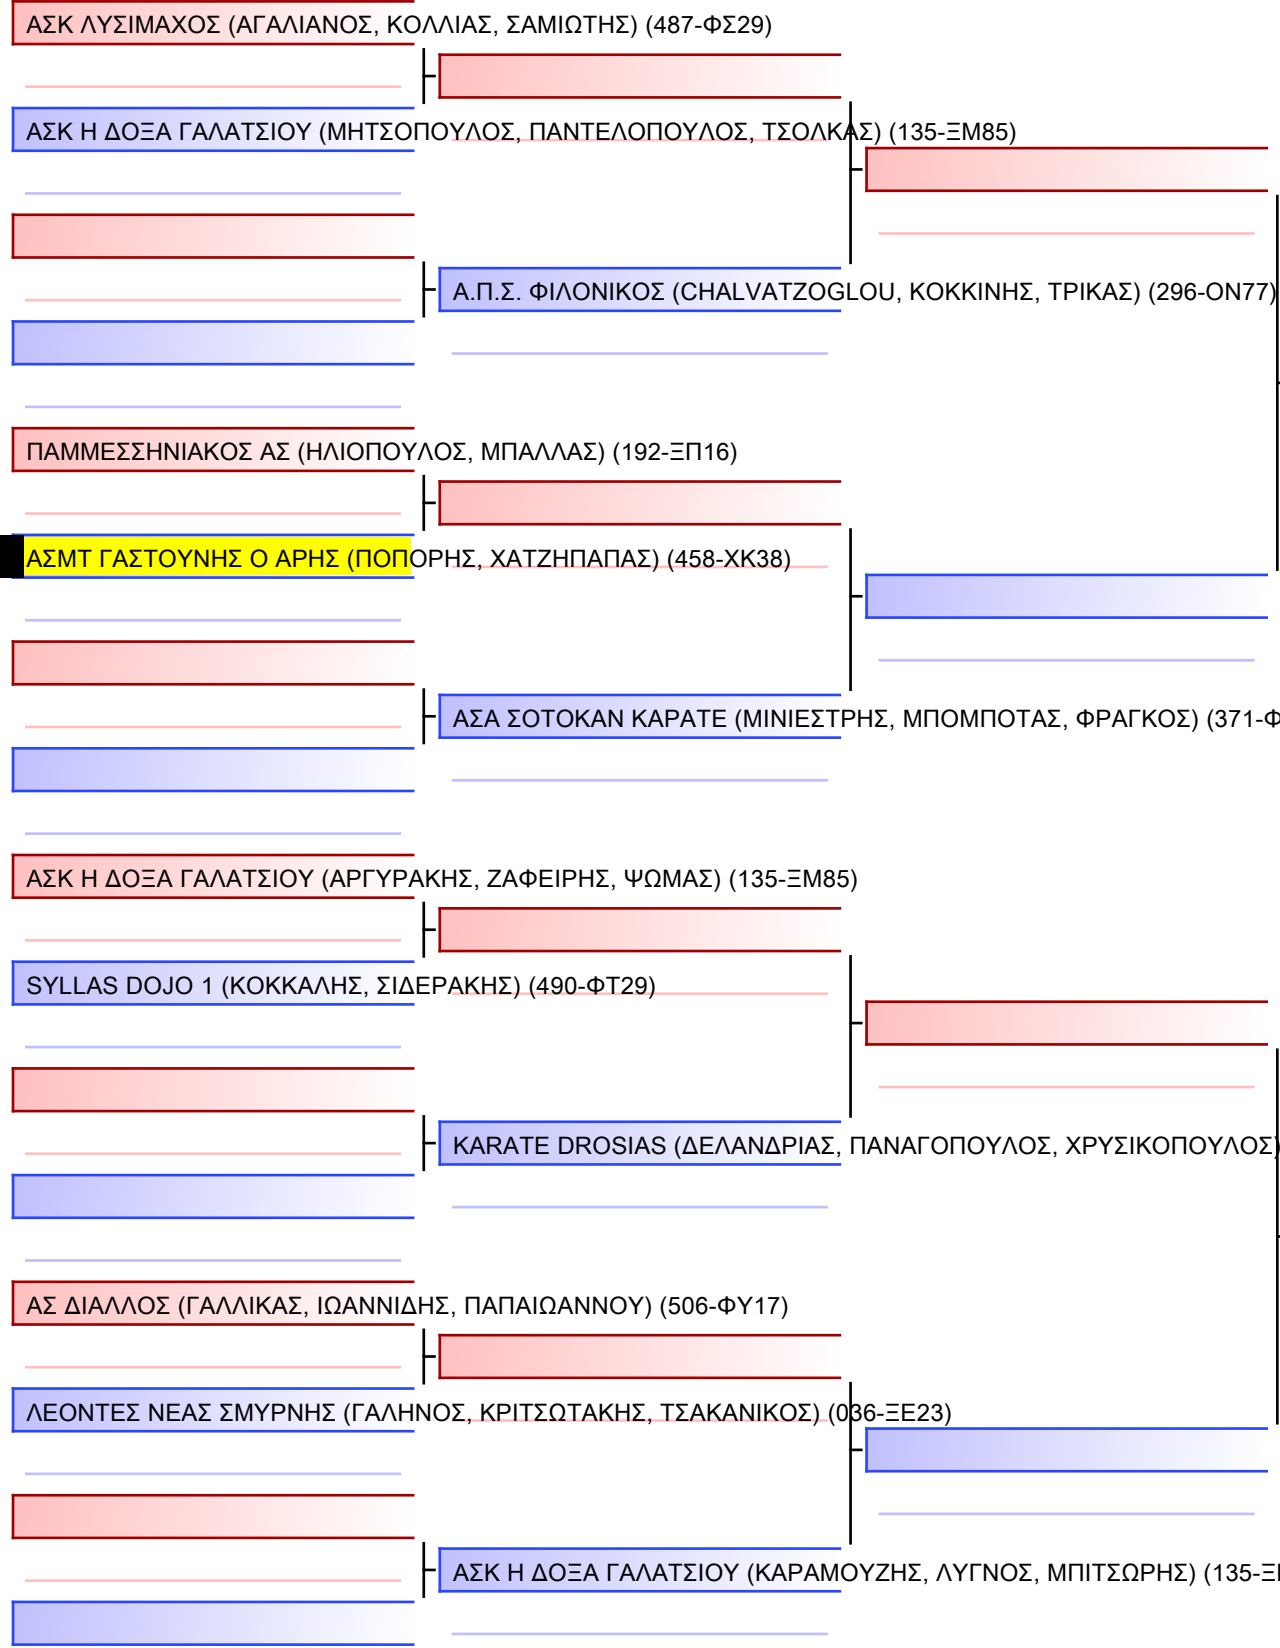 ΑΣΚ ΛΥΣΙΜΑΧΟΣ (ΑΓΑΛΙΑΝΟΣ, ΚΟΛΛΙΑΣ, ΣΑΜΙΩΤΗΣ) (487-ΦΣ29)
ΑΣΚ Η ΔΟΞΑ ΓΑΛΑΤΣΙΟΥ (ΜΗΤΣΟΠΟΥΛΟΣ, ΠΑΝΤΕΛΟΠΟΥΛΟΣ, ΤΣΟΛΚΑΣ) (135-ΞΜ85)
Α.Π.Σ. ΦΙΛΟΝΙΚΟΣ (CHALVATZOGLOU, ΚΟΚΚΙΝΗΣ, ΤΡΙΚΑΣ) (296-ΟΝ77)
ΠΑΜΜΕΣΣΗΝΙΑΚΟΣ ΑΣ (ΗΛΙΟΠΟΥΛΟΣ, ΜΠΑΛΛΑΣ) (192-ΞΠ16)
ΑΣΜΤ ΓΑΣΤΟΥΝΗΣ Ο ΑΡΗΣ (ΠΟΠΟΡΗΣ, ΧΑΤΖΗΠΑΠΑΣ) (458-ΧΚ38)
ΑΣΑ ΣΟΤΟΚΑΝ ΚΑΡΑΤΕ (ΜΙΝΙΕΣΤΡΗΣ, ΜΠΟΜΠΟΤΑΣ, ΦΡΑΓΚΟΣ) (371-Φ
ΑΣΚ Η ΔΟΞΑ ΓΑΛΑΤΣΙΟΥ (ΑΡΓΥΡΑΚΗΣ, ΖΑΦΕΙΡΗΣ, ΨΩΜΑΣ) (135-ΞΜ85)
SYLLAS DOJO 1 (ΚΟΚΚΑΛΗΣ, ΣΙΔΕΡΑΚΗΣ) (490-ΦΤ29)
KARATE DROSIAS (ΔΕΛΑΝΔΡΙΑΣ, ΠΑΝΑΓΟΠΟΥΛΟΣ, ΧΡΥΣΙΚΟΠΟΥΛΟΣ)
ΑΣ ΔΙΑΛΛΟΣ (ΓΑΛΛΙΚΑΣ, ΙΩΑΝΝΙΔΗΣ, ΠΑΠΑΙΩΑΝΝΟΥ) (506-ΦΥ17)
ΛΕΟΝΤΕΣ ΝΕΑΣ ΣΜΥΡΝΗΣ (ΓΑΛΗΝΟΣ, ΚΡΙΤΣΩΤΑΚΗΣ, ΤΣΑΚΑΝΙΚΟΣ) (036-ΞΕ23)
ΑΣΚ Η ΔΟΞΑ ΓΑΛΑΤΣΙΟΥ (ΚΑΡΑΜΟΥΖΗΣ, ΛΥΓΝΟΣ, ΜΠΙΤΣΩΡΗΣ) (135-Ξ